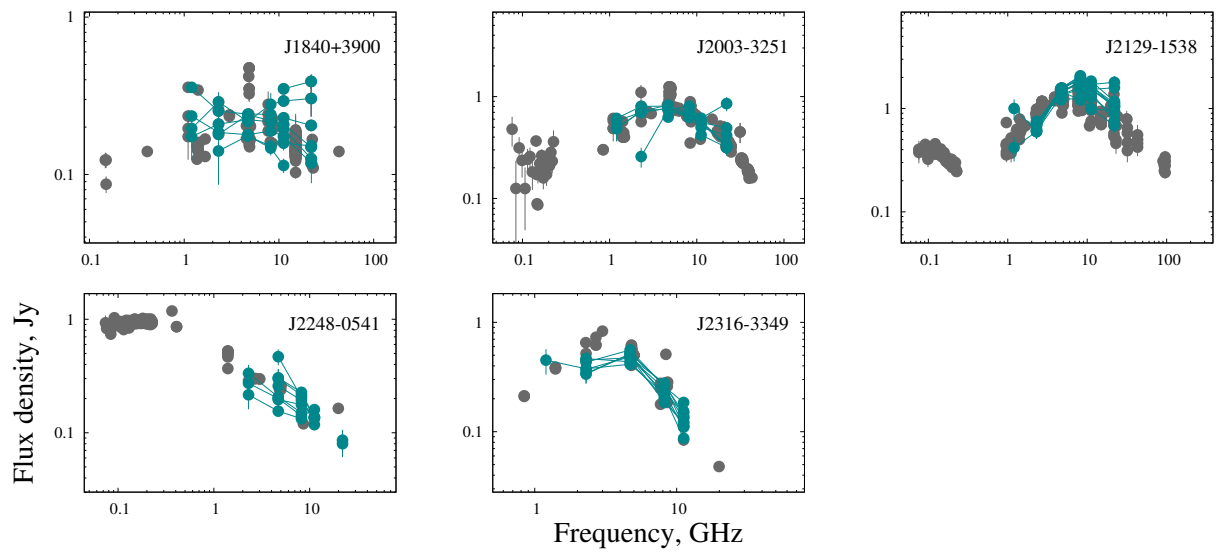 1
J1840+3900
0.1
0.1 1 10 100
J2003-3251
1
0.1
0.1 1 10
J2129-1538
1
0.1
0.1 1 10 100
J2248-0541
1
0.1
0.1 1 10
J2316-3349
1
0.1
1 10
Flux density, Jy
Frequency, GHz